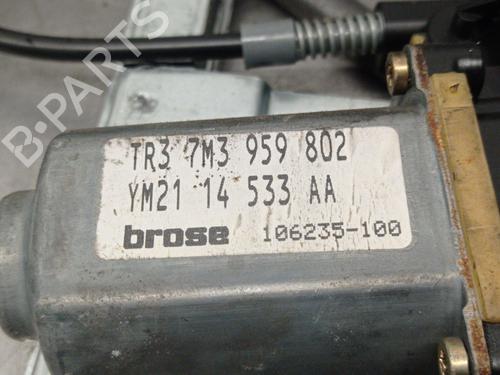 B-PARTS
TR3 7M3 959 802
YM21 14 533 AA
brose 106235-100